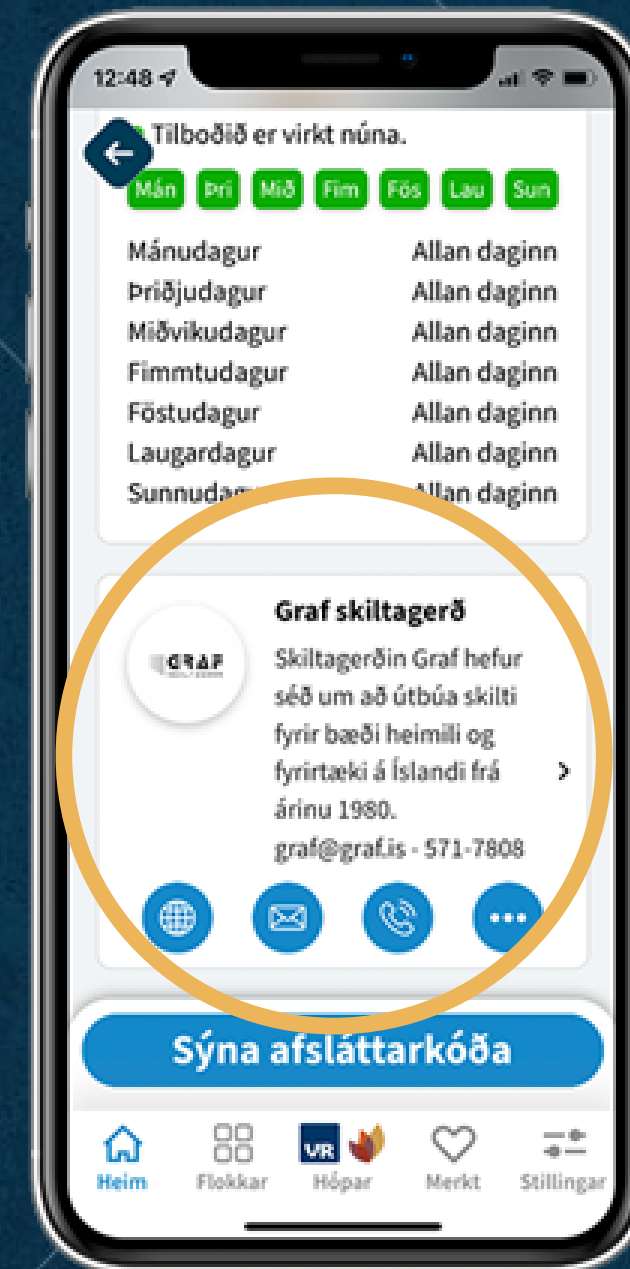 12:48
Tilboðið er virkt núna.
Mán Þri Mið Fim Fös Lau Sun
Mánudagur Allan daginn
Þriðjudagur Allan daginn
Miðvikudagur Allan daginn
Fimmtudagur Allan daginn
Föstudagur Allan daginn
Laugardagur Allan daginn
Sunnudagur Allan daginn
Graf skiltagerð
GRAF
Skiltagerðin Graf hefur
séð um að útbúa skilti
fyrir bæði heimili og
fyrirtæki á Íslandi frá
árinu 1980.
graf@graf.is - 571-7808
Sýna afsláttarkóða
VR
Heim Flokkar Hópar Merkt Stillingar